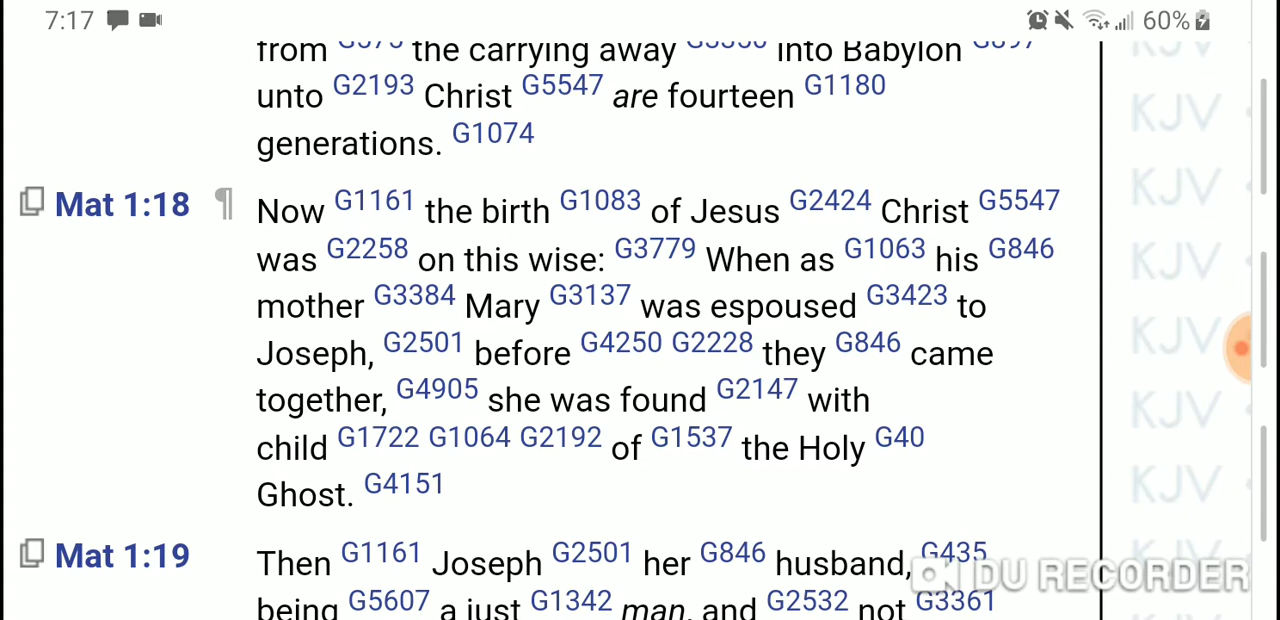 7:17 60%
from the carrying away into Babylon
unto G2193 Christ G5547 are fourteen G1180
generations. G1074
Mat 1:18 ¶ Now G1161 the birth G1083 of Jesus G2424 Christ G5547
was G2258 on this wise: G3779 When as G1063 his G846
mother G3384 Mary G3137 was espoused G3423 to
Joseph, G2501 before G4250 G2228 they G846 came
together, G4905 she was found G2147 with
child G1722 G1064 G2192 of G1537 the Holy G40
Ghost. G4151
Mat 1:19 Then G1161 Joseph G2501 her G846 husband, G435
being G5607 a just G1342 man, and G2532 not G3361
KJV
KJV
KJV
KJV
KJV
KJV
KJV
KJV
DU RECORDER